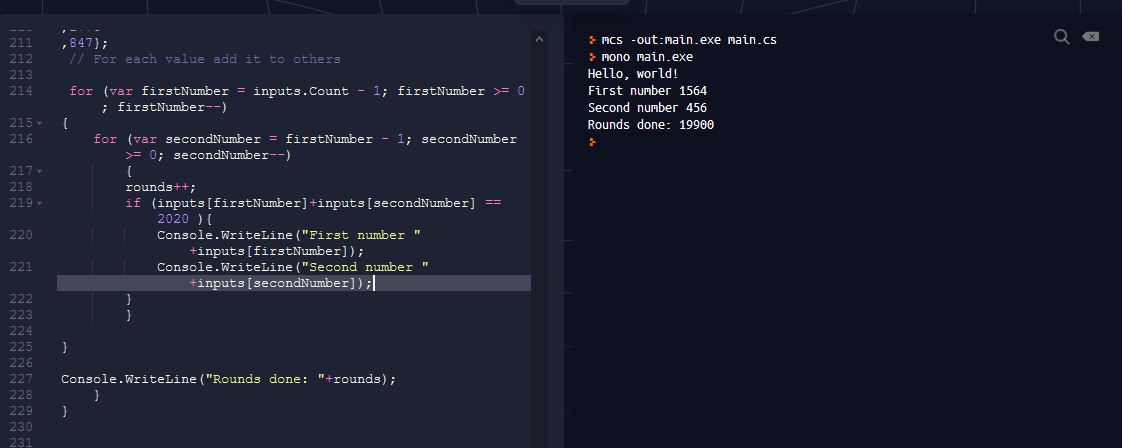 211 ,847};
212 // For each value add it to others
213
214 for (var firstNumber = inputs.Count - 1; firstNumber >= 0
; firstNumber--)
215 {
216 for (var secondNumber = firstNumber - 1; secondNumber
>= 0; secondNumber--)
217 {
218 rounds++;
219 if (inputs[firstNumber]+inputs[secondNumber] ==
2020 ){
220 Console.WriteLine("First number "
+inputs[firstNumber]);
221 Console.WriteLine("Second number "
+inputs[secondNumber]);
222 }
223 }
224
225 }
226
227 Console.WriteLine("Rounds done: "+rounds);
228 }
229 }
230
231
mcs -out:main.exe main.cs
mono main.exe
Hello, world!
First number 1564
Second number 456
Rounds done: 19900